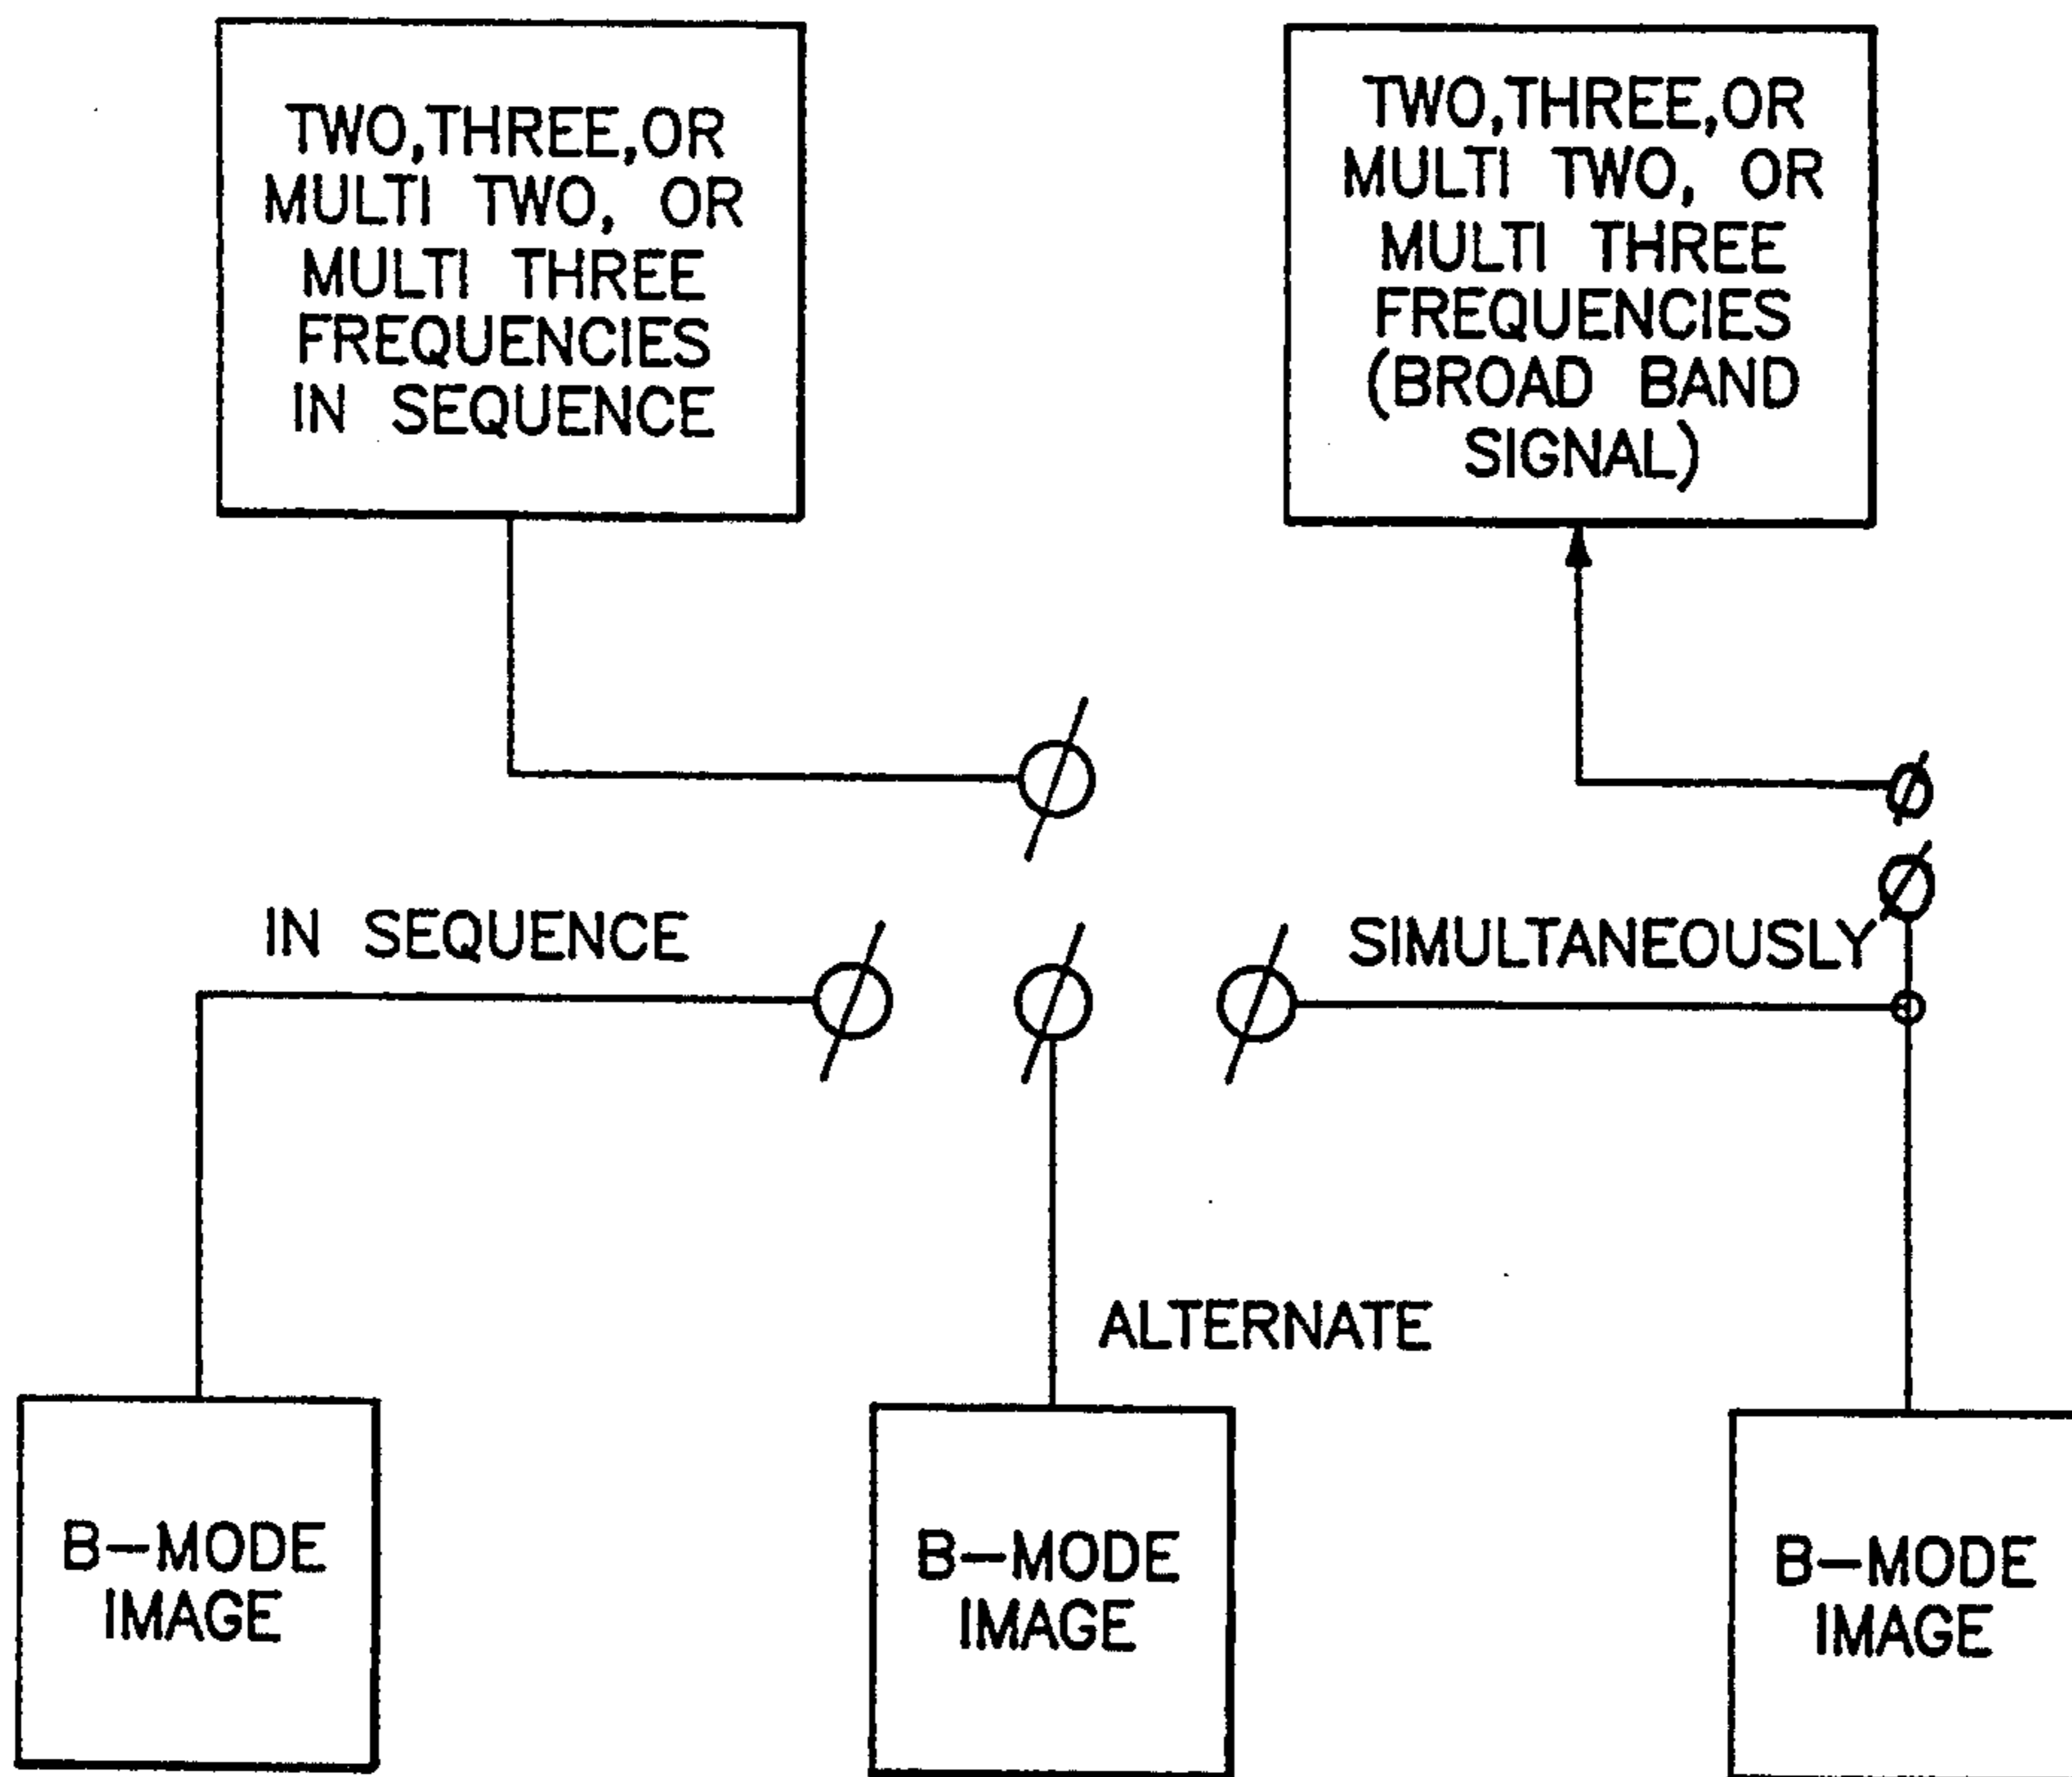 TWO,THREE,OR
MULTI TWO, OR
MULTI THREE
FREQUENCIES
IN SEQUENCE
TWO,THREE,OR
MULTI TWO, OR
MULTI THREE
FREQUENCIES
(BROAD BAND
SIGNAL)
IN SEQUENCE
SIMULTANEOUSLY
ALTERNATE
B-MODE
IMAGE
B-MODE
IMAGE
B-MODE
IMAGE